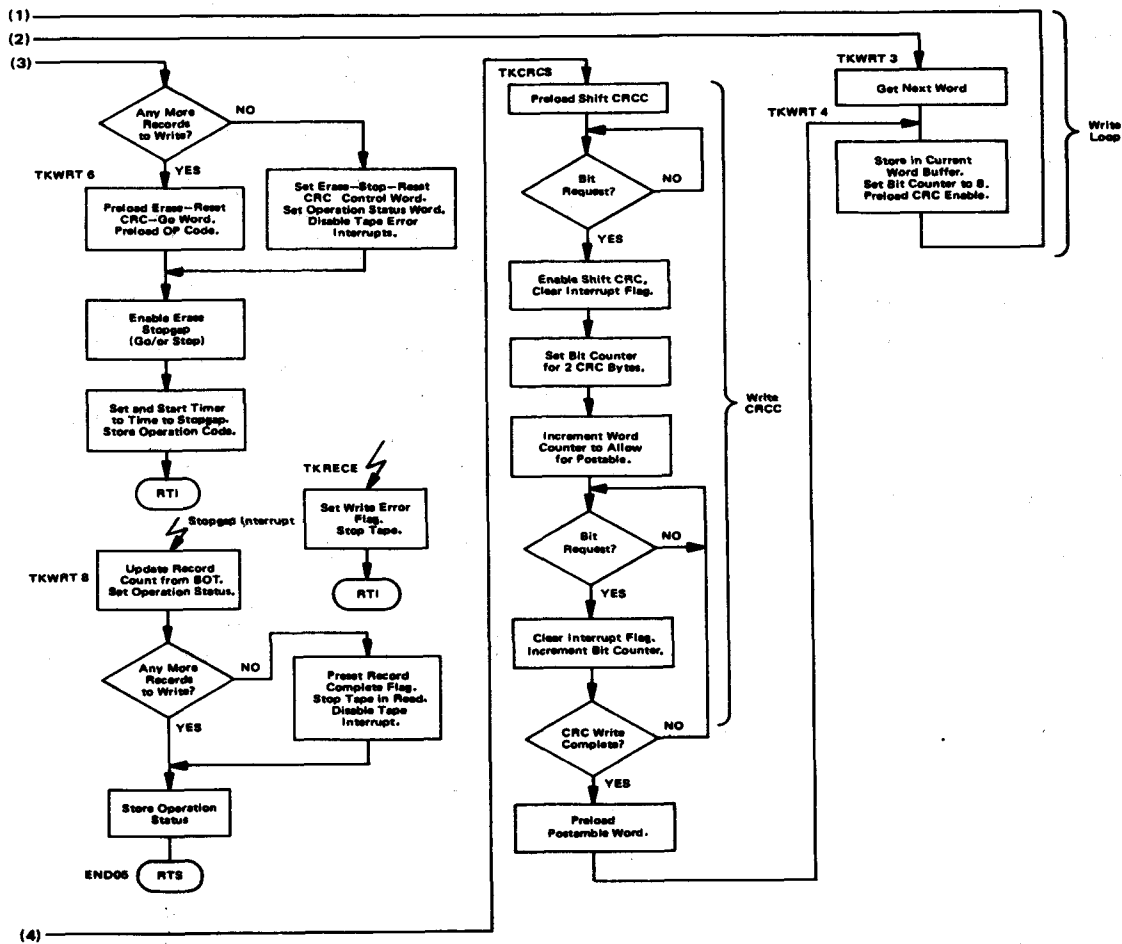 (1)
(2)
(3)
Any More
Records
to Write?
NO
YES
TKWRT 6
Preload Erase-Reset
CRC-Go Word.
Preload OP Code.
Set Erase-Stop-Reset
CRC Control Word.
Set Operation Status Word.
Disable Tape Error
Interrupts.
Enable Erase
Stopgap
(Go/or Stop)
Set and Start Timer
to Time to Stopgap.
Store Operation Code.
RTI
Stopgap Interrupt
TKWRT 8
Update Record
Count from BOT.
Set Operation Status.
TKRECE
Set Write Error
Flag.
Stop Tape.
RTI
Any More
Records
to Write?
NO
YES
Preset Record
Complete Flag.
Stop Tape in Read.
Disable Tape
Interrupt.
Store Operation
Status
END05
RTS
(4)
TKCRCS
Preload Shift CRCC
Bit
Request?
NO
YES
Enable Shift CRC,
Clear Interrupt Flag.
Set Bit Counter
for 2 CRC Bytes.
Increment Word
Counter to Allow
for Postable.
Bit
Request?
NO
YES
Clear Interrupt Flag.
Increment Bit Counter.
CRC Write
Complete?
NO
YES
Preload
Postamble Word.
Write
CRCC
TKWRT 3
Get Next Word
TKWRT 4
Store in Current
Word Buffer.
Set Bit Counter to 8.
Preload CRC Enable.
Write
Loop